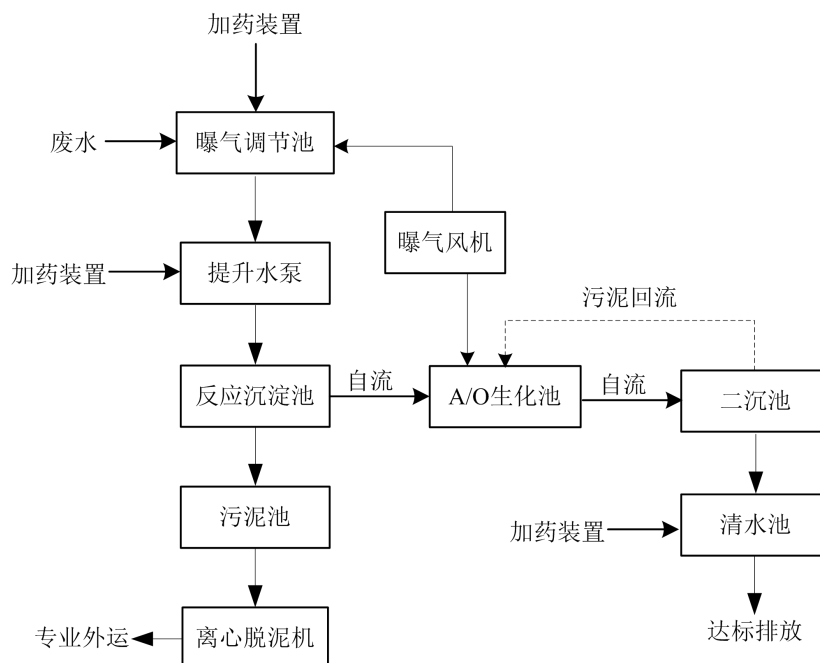 加药装置
废水
曝气调节池
曝气风机
加药装置
提升水泵
污泥回流
反应沉淀池
自流
A/O生化池
自流
二沉池
污泥池
加药装置
清水池
专业外运
离心脱泥机
达标排放